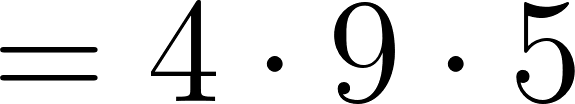 = 4 · 9 · 5